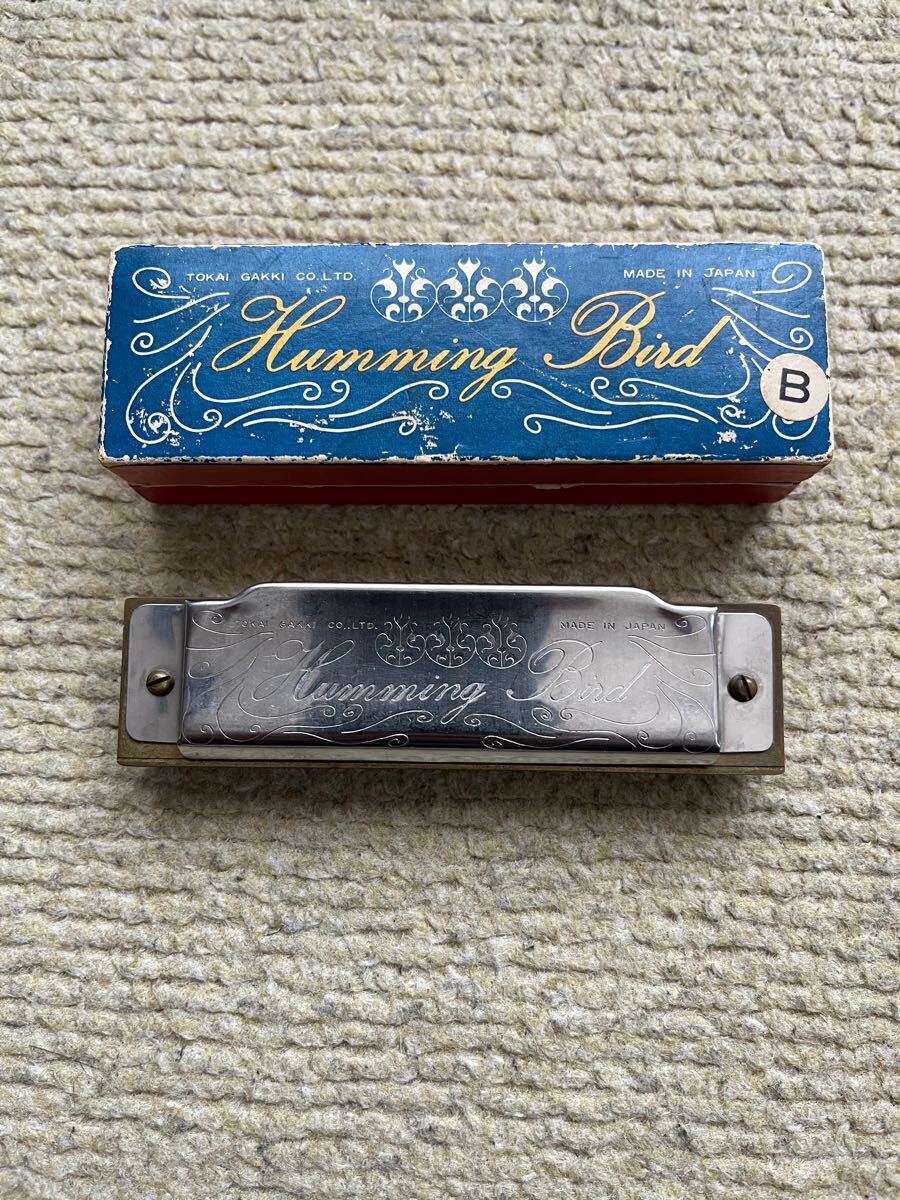 TOKAI GAKKI CO.,LTD. MADE IN JAPAN
Humming Bird
B
TOKAI GAKKI CO.,LTD. MADE IN JAPAN
Humming Bird